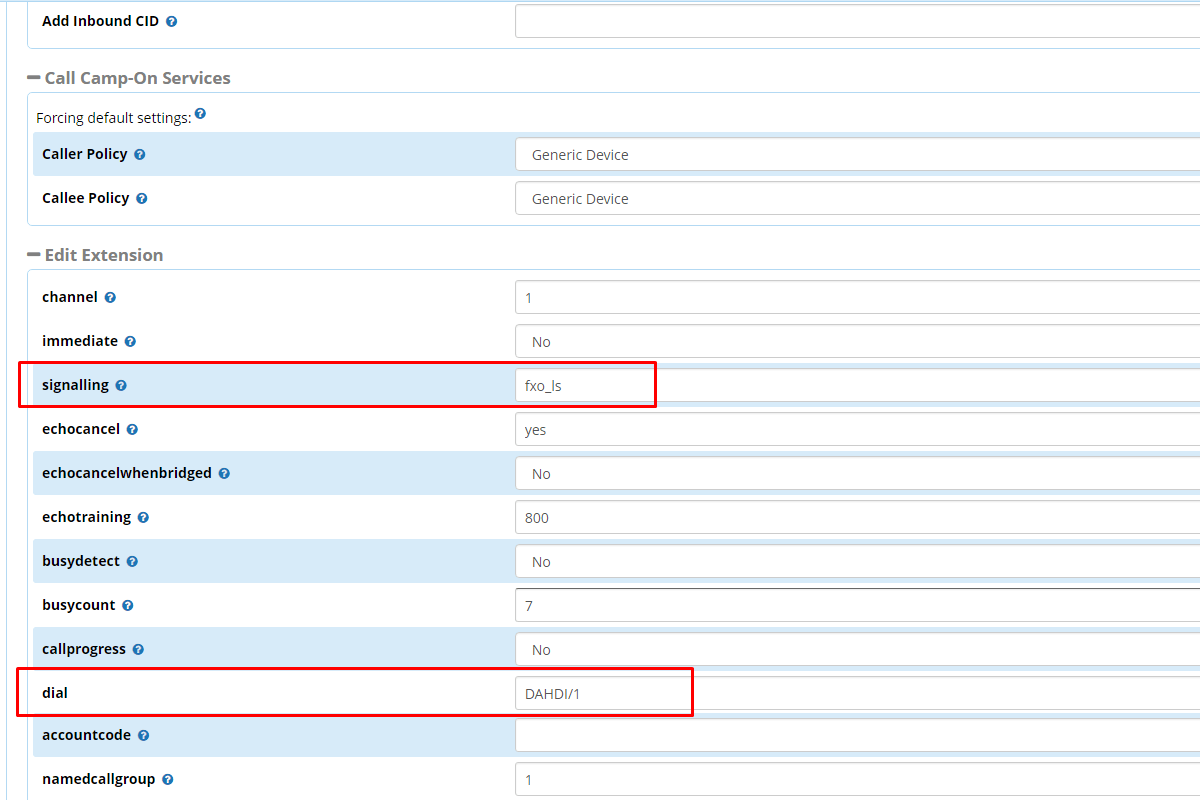 Add Inbound CID
Call Camp-On Services
Forcing default settings:
Caller Policy Generic Device
Callee Policy Generic Device
Edit Extension
channel 1
immediate No
signalling fxo_ls
echocancel yes
echocancelwhenbridged No
echotraining 800
busydetect No
busycount 7
callprogress No
dial DAHDI/1
accountcode
namedcallgroup 1